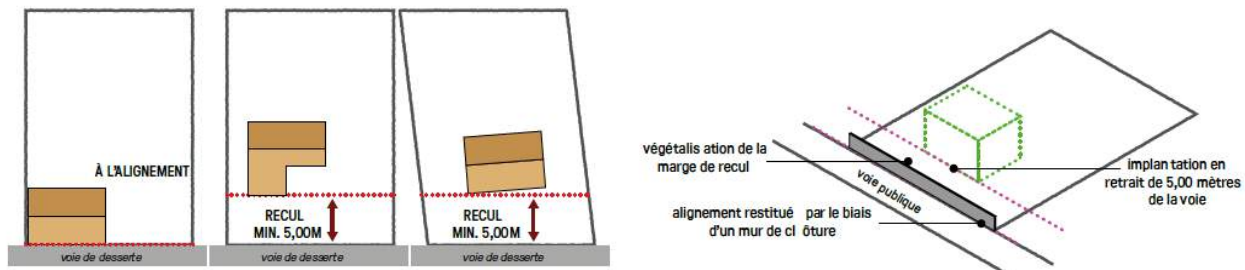 À L'ALIGNEMENT
voie de desserte
RECUL
MIN. 5,00M
voie de desserte
RECUL
MIN. 5,00M
voie de desserte
végétalis ation de la
marge de recul
voie publique
alignement restitué par le biais
d'un mur de cl ôture
implan tation en
retrait de 5,00 mètres
de la voie